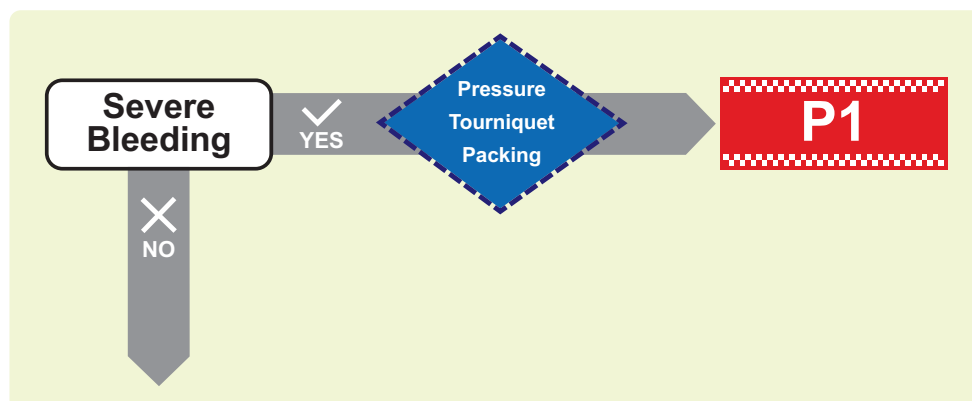 Severe
Bleeding
YES
Pressure
Tourniquet
Packing
P1
NO